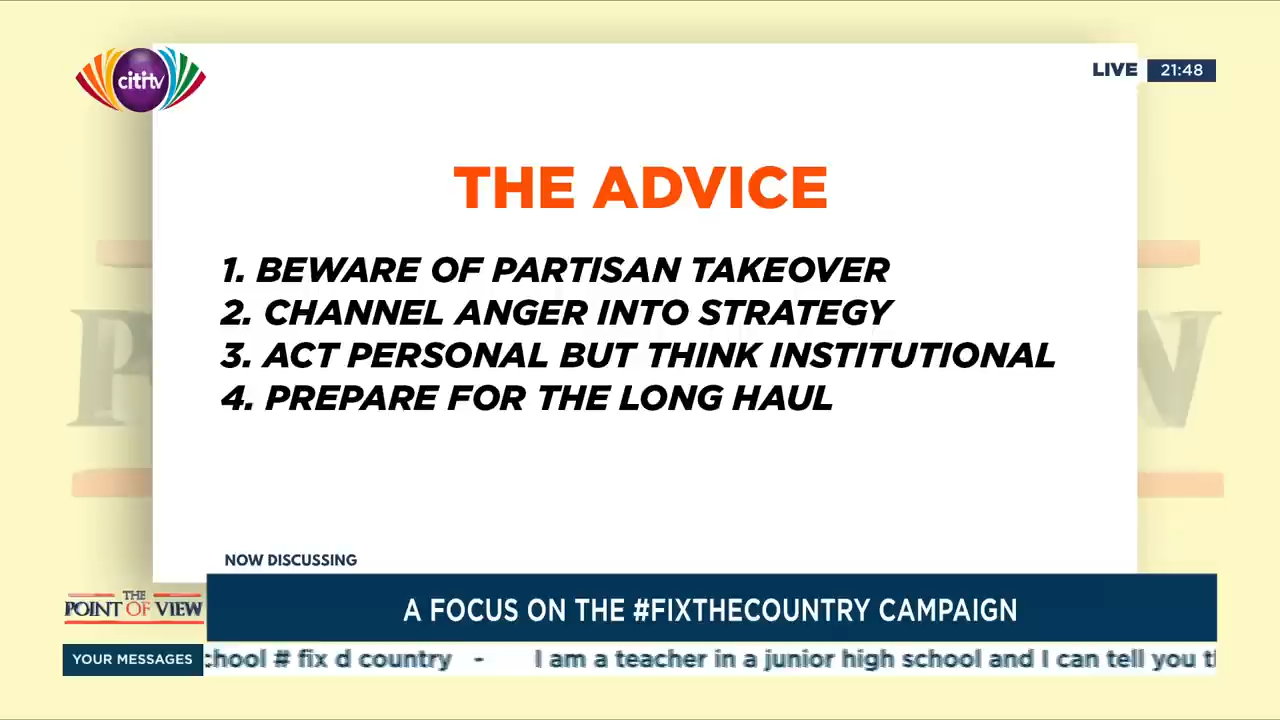 cititv
LIVE 21:48
THE ADVICE
1. BEWARE OF PARTISAN TAKEOVER
2. CHANNEL ANGER INTO STRATEGY
3. ACT PERSONAL BUT THINK INSTITUTIONAL
4. PREPARE FOR THE LONG HAUL
NOW DISCUSSING
THE
POINT OF VIEW
A FOCUS ON THE #FIXTHECOUNTRY CAMPAIGN
YOUR MESSAGES
chool # fix d country - I am a teacher in a junior high school and I can tell you